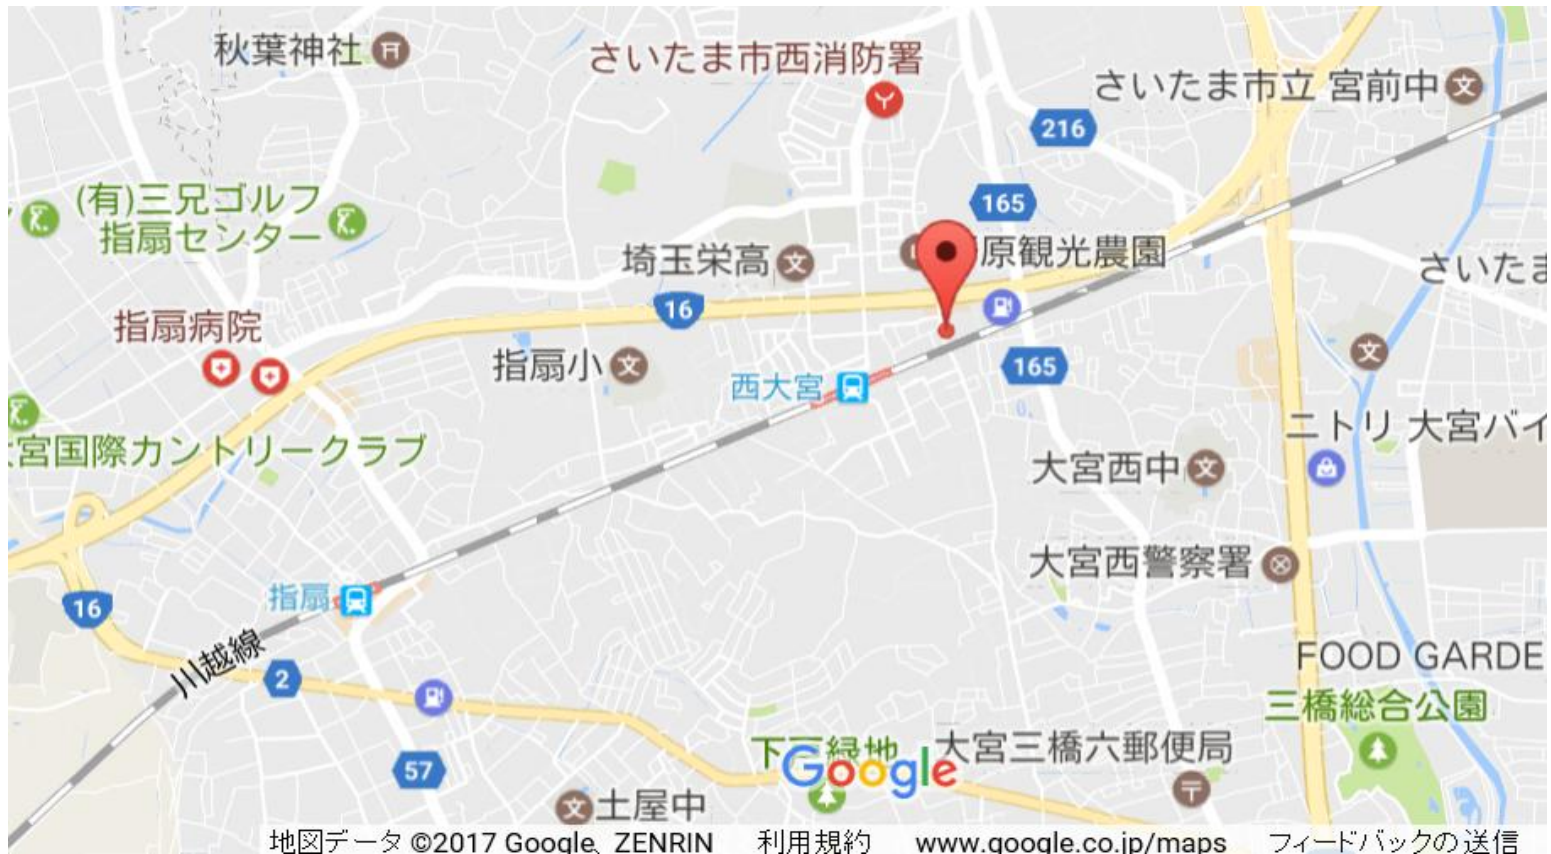 秋葉神社
さいたま市西消防署
さいたま市立 宮前中
216
(有)三兄ゴルフ
指扇センター
165
埼玉栄高
原観光農園
さいたま
16
指扇病院
165
指扇小
西大宮
宮国際カントリークラブ
ニトリ 大宮バイ
大宮西中
大宮西警察署
指扇
16
川越線
2
FOOD GARDE
三橋総合公園
57
緑地
大宮三橋六郵便局
Google
土屋中
地図データ ©2017 Google、ZENRIN 利用規約 www.google.co.jp/maps フィードバックの送信